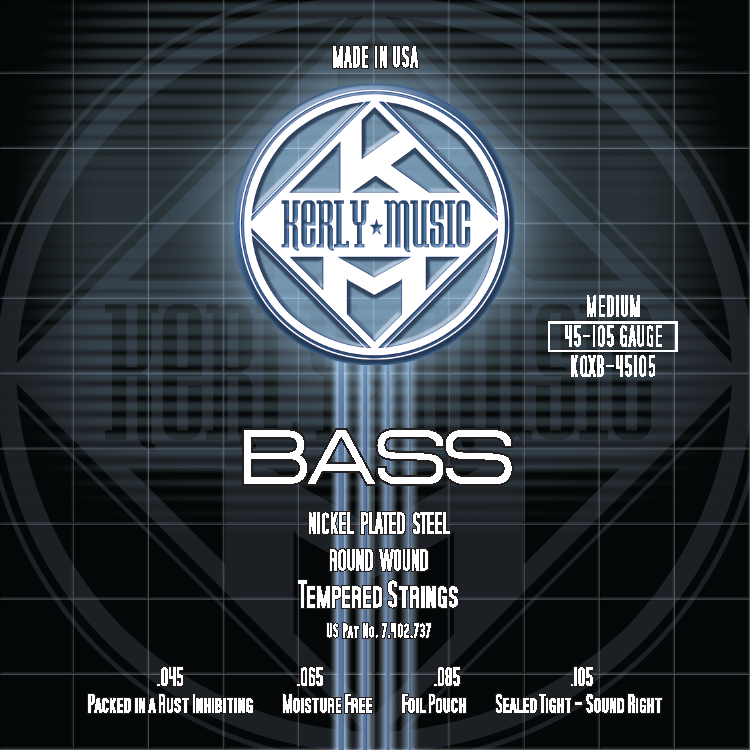 MADE IN USA
K
KERLY★MUSIC
M
MEDIUM
45-105 GAUGE
KQXB-45105
BASS
NICKEL PLATED STEEL
ROUND WOUND
TEMPERED STRINGS
US PAT NO. 7,402,737
.045 .065 .085 .105
PACKED IN A RUST INHIBITING MOISTURE FREE FOIL POUCH SEALED TIGHT - SOUND RIGHT